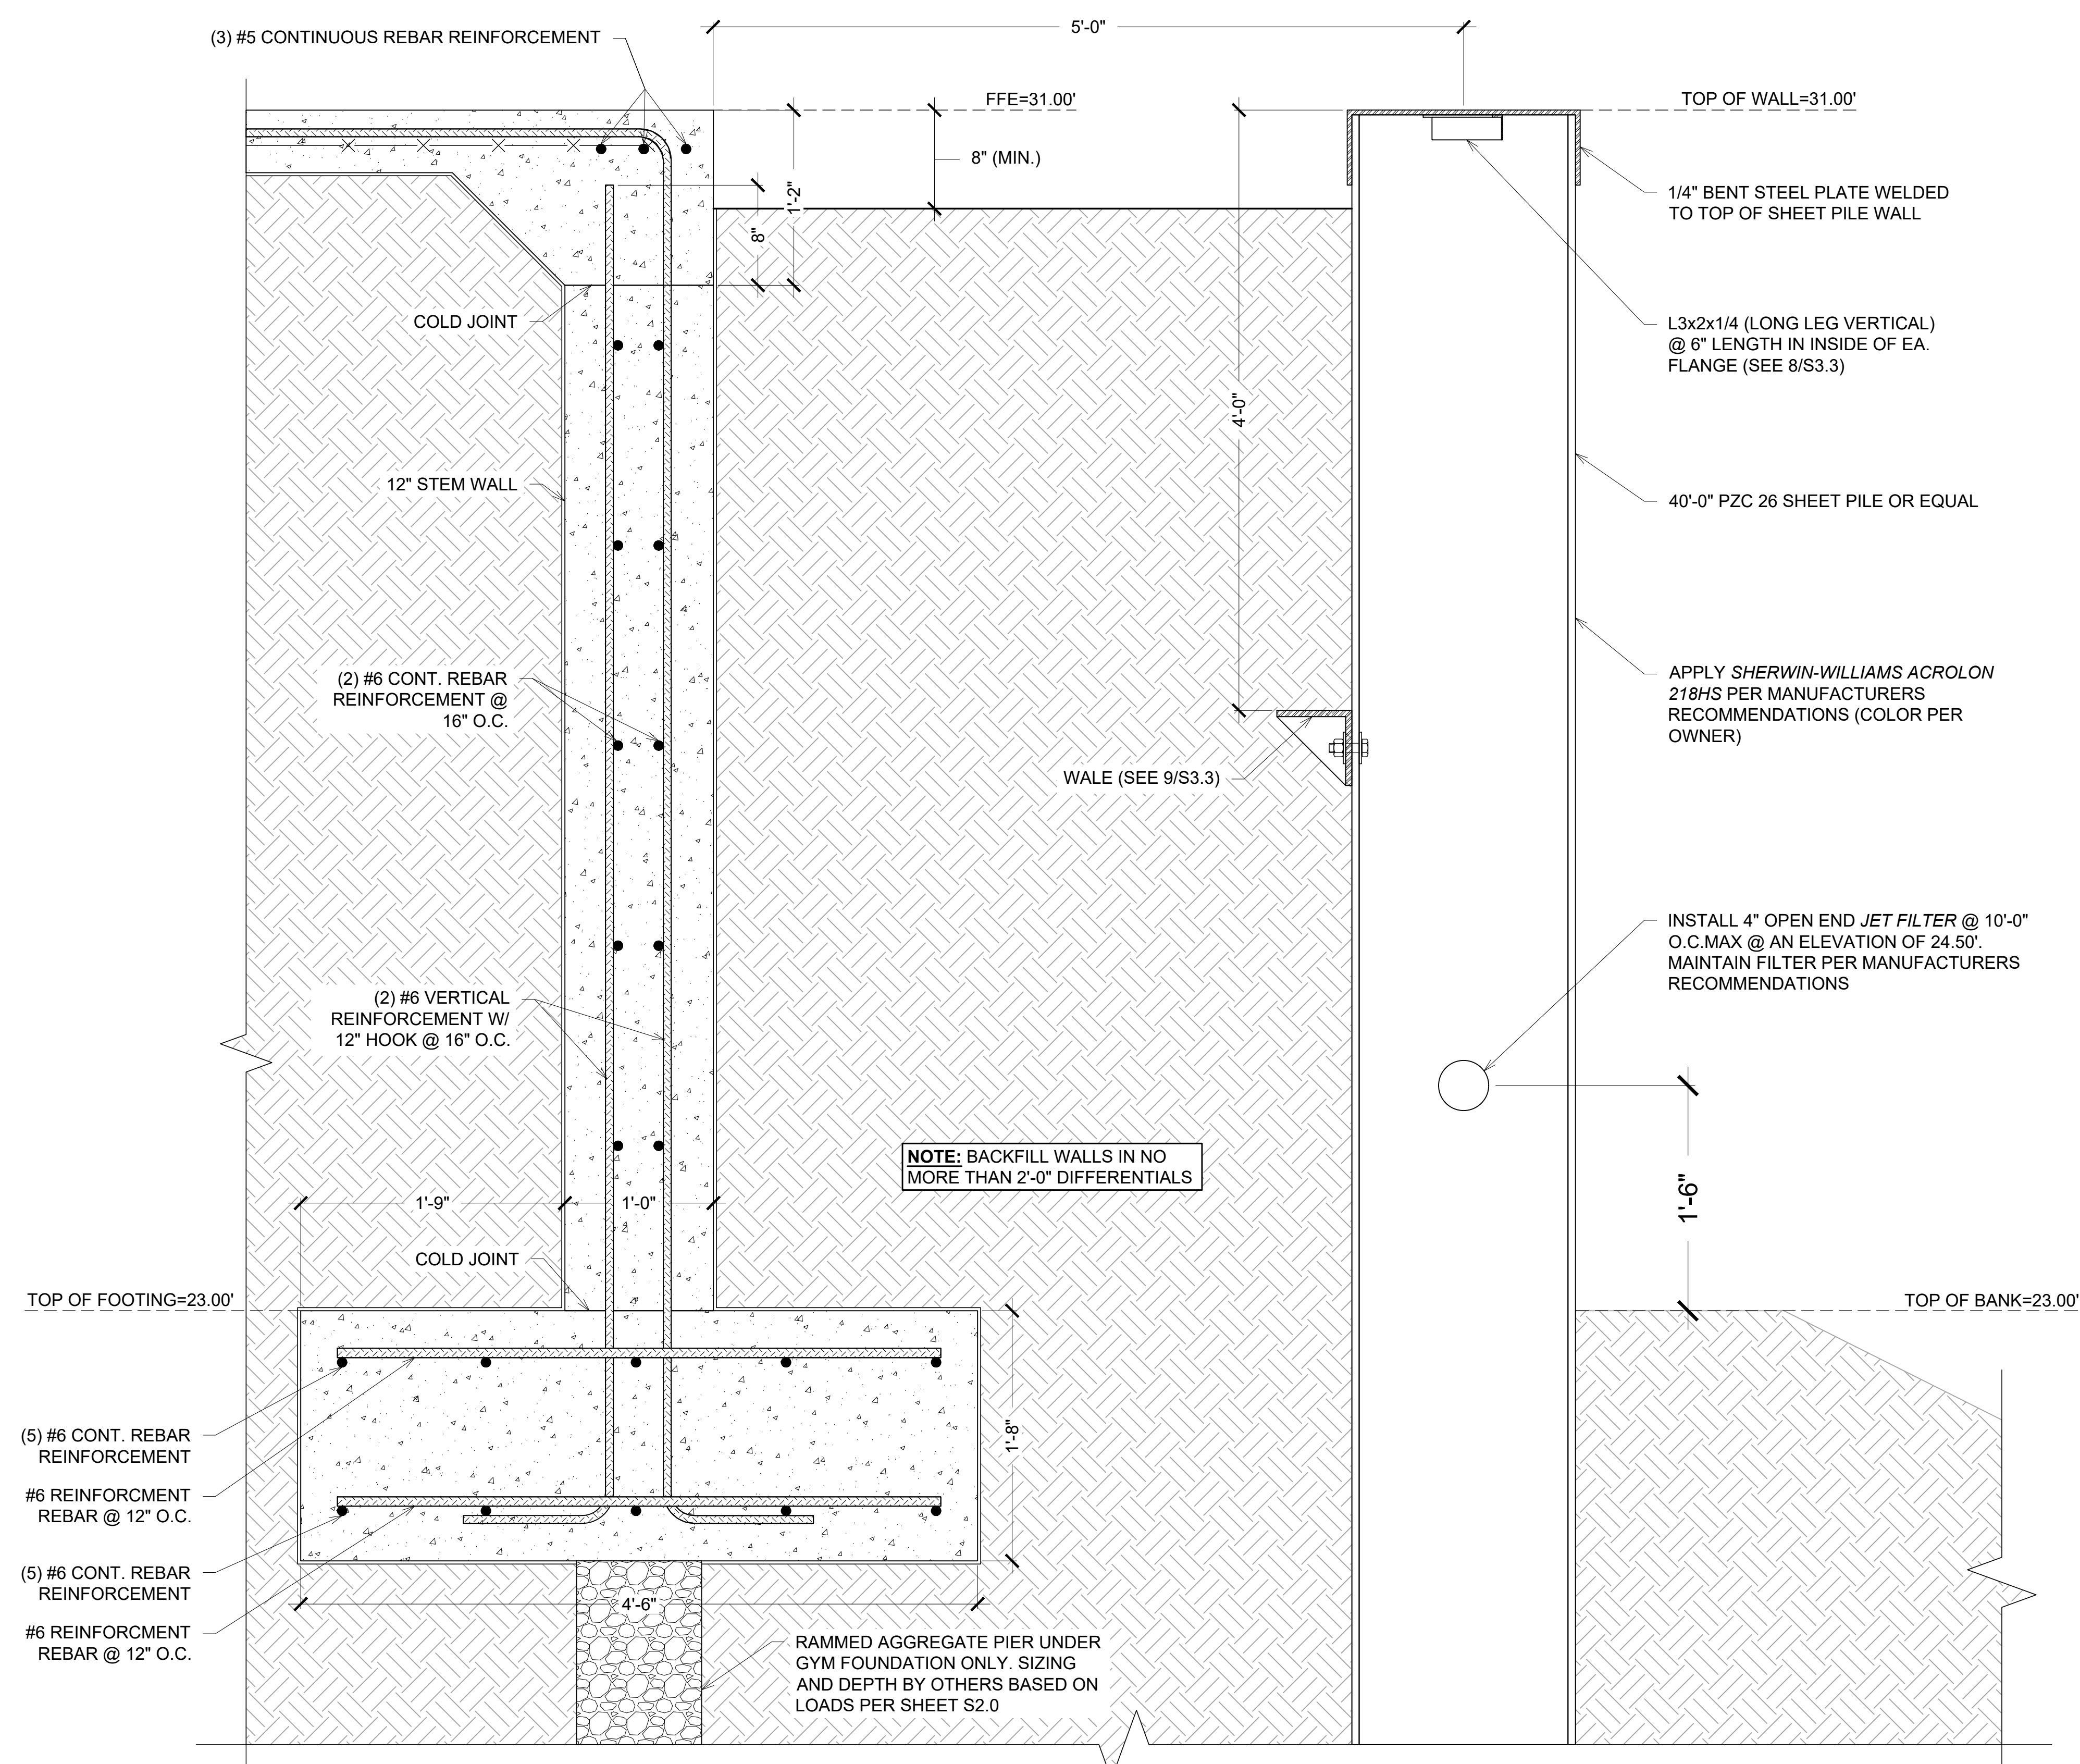 (3) #5 CONTINUOUS REBAR REINFORCEMENT
5'-0"
FFE=31.00'
TOP OF WALL=31.00'
8" (MIN.)
1'-2"
8"
1/4" BENT STEEL PLATE WELDED
TO TOP OF SHEET PILE WALL
COLD JOINT
L3x2x1/4 (LONG LEG VERTICAL)
@ 6" LENGTH IN INSIDE OF EA.
FLANGE (SEE 8/S3.3)
4'-0"
12" STEM WALL
40'-0" PZC 26 SHEET PILE OR EQUAL
(2) #6 CONT. REBAR
REINFORCEMENT @
16" O.C.
APPLY SHERWIN-WILLIAMS ACROLON
218HS PER MANUFACTURERS
RECOMMENDATIONS (COLOR PER
OWNER)
WALE (SEE 9/S3.3)
INSTALL 4" OPEN END JET FILTER @ 10'-0"
O.C.MAX @ AN ELEVATION OF 24.50'.
MAINTAIN FILTER PER MANUFACTURERS
RECOMMENDATIONS
(2) #6 VERTICAL
REINFORCEMENT W/
12" HOOK @ 16" O.C.
NOTE: BACKFILL WALLS IN NO
MORE THAN 2'-0" DIFFERENTIALS
1'-9"
1'-0"
1'-6"
COLD JOINT
TOP OF FOOTING=23.00'
TOP OF BANK=23.00'
1'-8"
(5) #6 CONT. REBAR
REINFORCEMENT
#6 REINFORCMENT
REBAR @ 12" O.C.
(5) #6 CONT. REBAR
REINFORCEMENT
#6 REINFORCMENT
REBAR @ 12" O.C.
4'-6"
RAMMED AGGREGATE PIER UNDER
GYM FOUNDATION ONLY. SIZING
AND DEPTH BY OTHERS BASED ON
LOADS PER SHEET S2.0